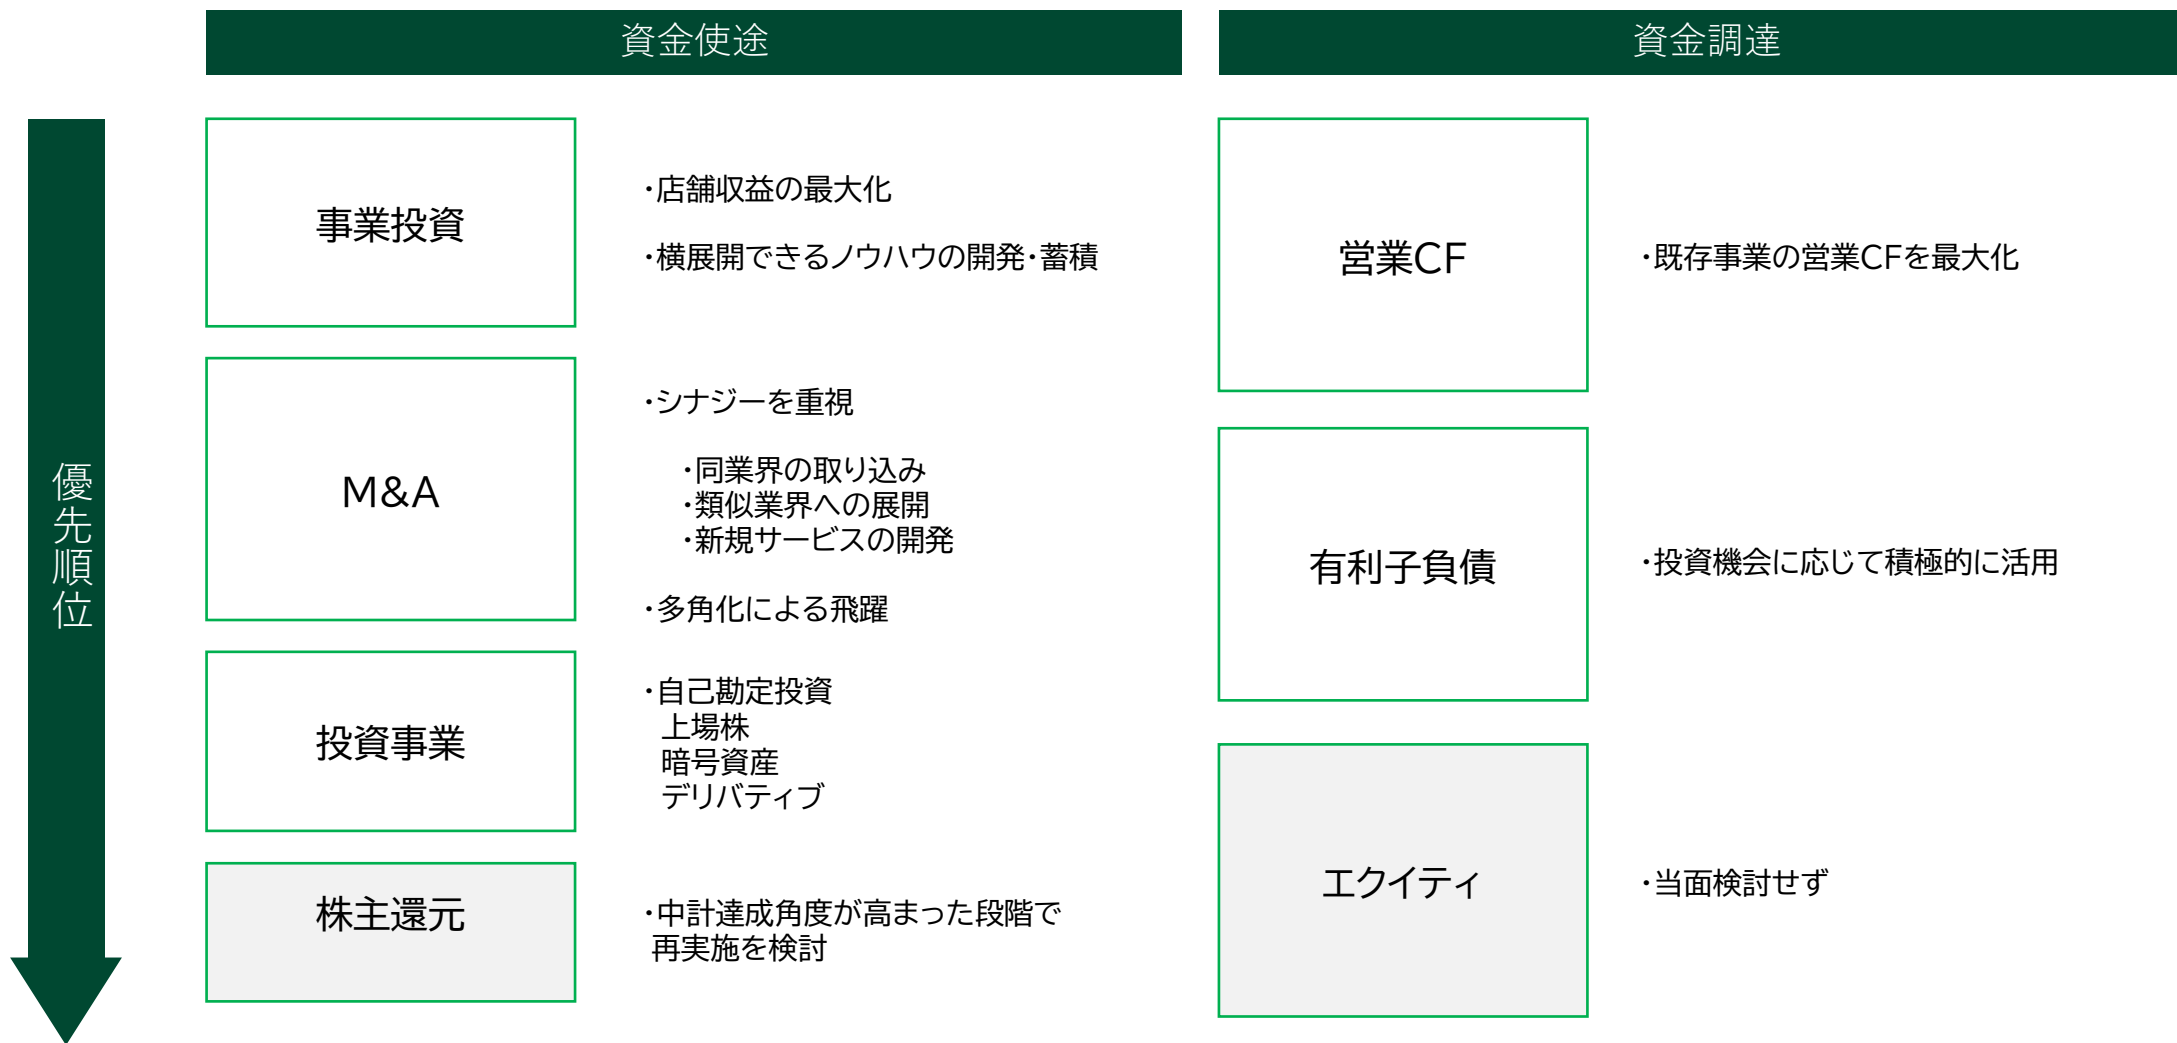 資金使途
資金調達
優先順位
事業投資
・店舗収益の最大化
・横展開できるノウハウの開発・蓄積
M&A
・シナジーを重視
・同業界の取り込み
・類似業界への展開
・新規サービスの開発
・多角化による飛躍
投資事業
・自己勘定投資
上場株
暗号資産
デリバティブ
株主還元
・中計達成角度が高まった段階で
再実施を検討
営業CF
・既存事業の営業CFを最大化
有利子負債
・投資機会に応じて積極的に活用
エクイティ
・当面検討せず